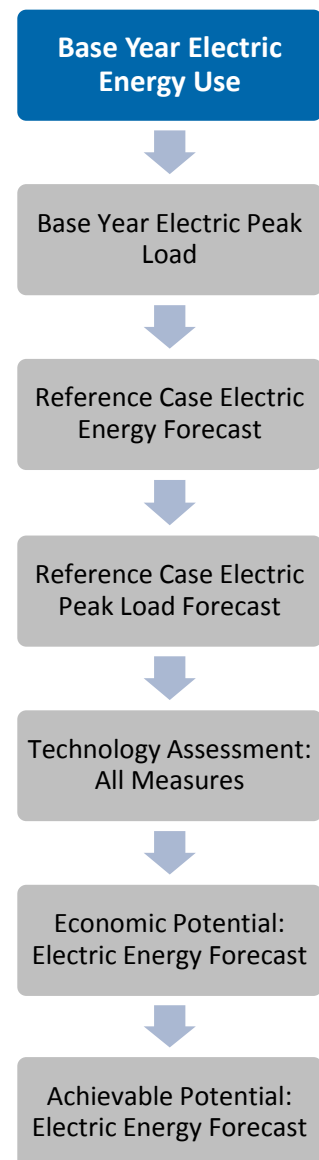 Base Year Electric
Energy Use
Base Year Electric Peak
Load
Reference Case Electric
Energy Forecast
Reference Case Electric
Peak Load Forecast
Technology Assessment:
All Measures
Economic Potential:
Electric Energy Forecast
Achievable Potential:
Electric Energy Forecast